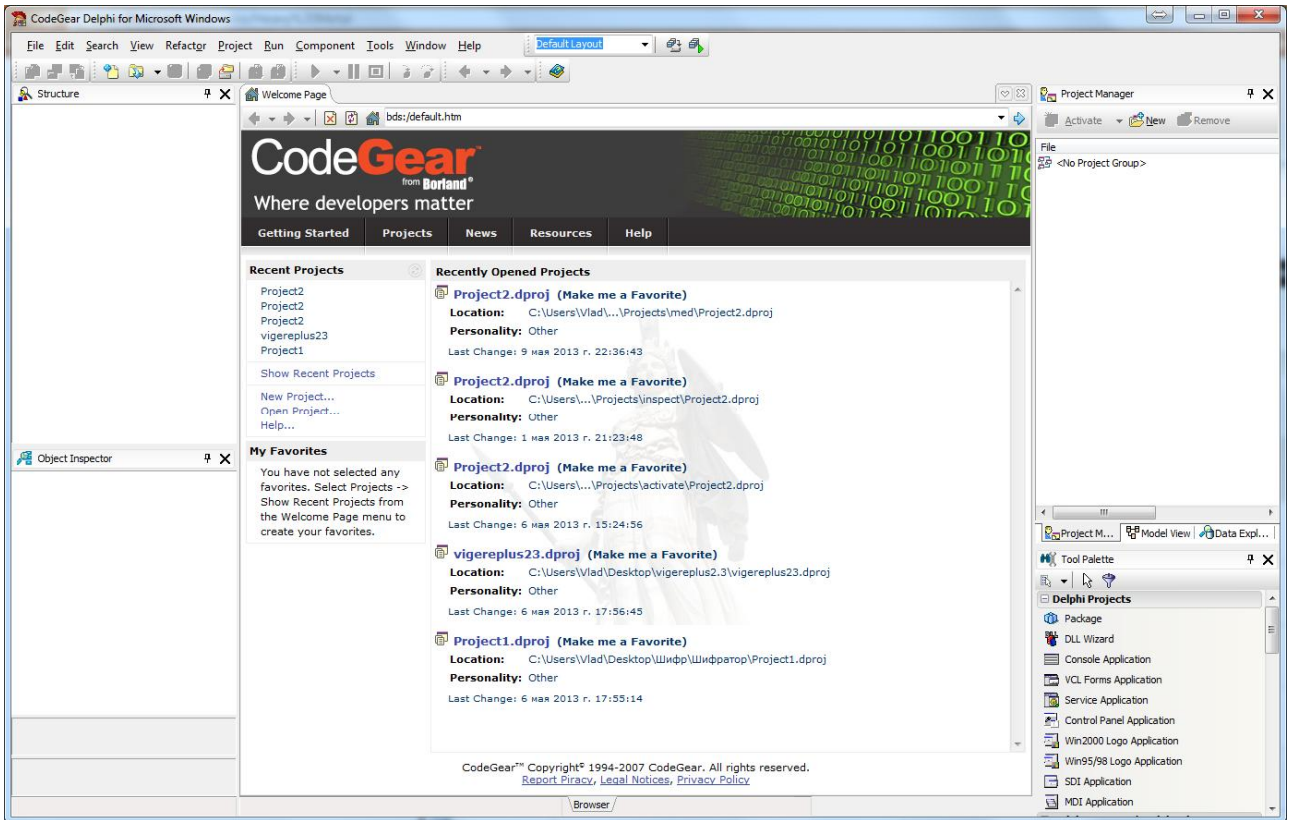 CodeGear Delphi for Microsoft Windows
File Edit Search View Refactor Project Run Component Tools Window Help
Default Layout
Structure
Welcome Page
bds:/default.htm
CodeGear™
from Borland®
Where developers matter
Getting Started Projects News Resources Help
Recent Projects
Project2
Project2
Project2
vigereplus23
Project1
Show Recent Projects
New Project...
Open Project...
Help...
My Favorites
You have not selected any
favorites. Select Projects ->
Show Recent Projects from
the Welcome Page menu to
create your favorites.
Recently Opened Projects
Project2.dproj (Make me a Favorite)
Location: C:\Users\Vlad\...\Projects\med\Project2.dproj
Personality: Other
Last Change: 9 мая 2013 г. 22:36:43
Project2.dproj (Make me a Favorite)
Location: C:\Users\...\Projects\inspect\Project2.dproj
Personality: Other
Last Change: 1 мая 2013 г. 21:23:48
Project2.dproj (Make me a Favorite)
Location: C:\Users\...\Projects\activate\Project2.dproj
Personality: Other
Last Change: 6 мая 2013 г. 15:24:56
vigereplus23.dproj (Make me a Favorite)
Location: C:\Users\Vlad\Desktop\vigereplus2.3\vigereplus23.dproj
Personality: Other
Last Change: 6 мая 2013 г. 17:56:45
Project1.dproj (Make me a Favorite)
Location: C:\Users\Vlad\Desktop\Шифр\Шифратор\Project1.dproj
Personality: Other
Last Change: 6 мая 2013 г. 17:55:14
CodeGear™ Copyright© 1994-2007 CodeGear. All rights reserved.
Report Piracy, Legal Notices, Privacy Policy
Browser
Object Inspector
Project Manager
Activate New Remove
File
<No Project Group>
Project M... Model View Data Expl...
Tool Palette
Delphi Projects
Package
DLL Wizard
Console Application
VCL Forms Application
Service Application
Control Panel Application
Win2000 Logo Application
Win95/98 Logo Application
SDI Application
MDI Application